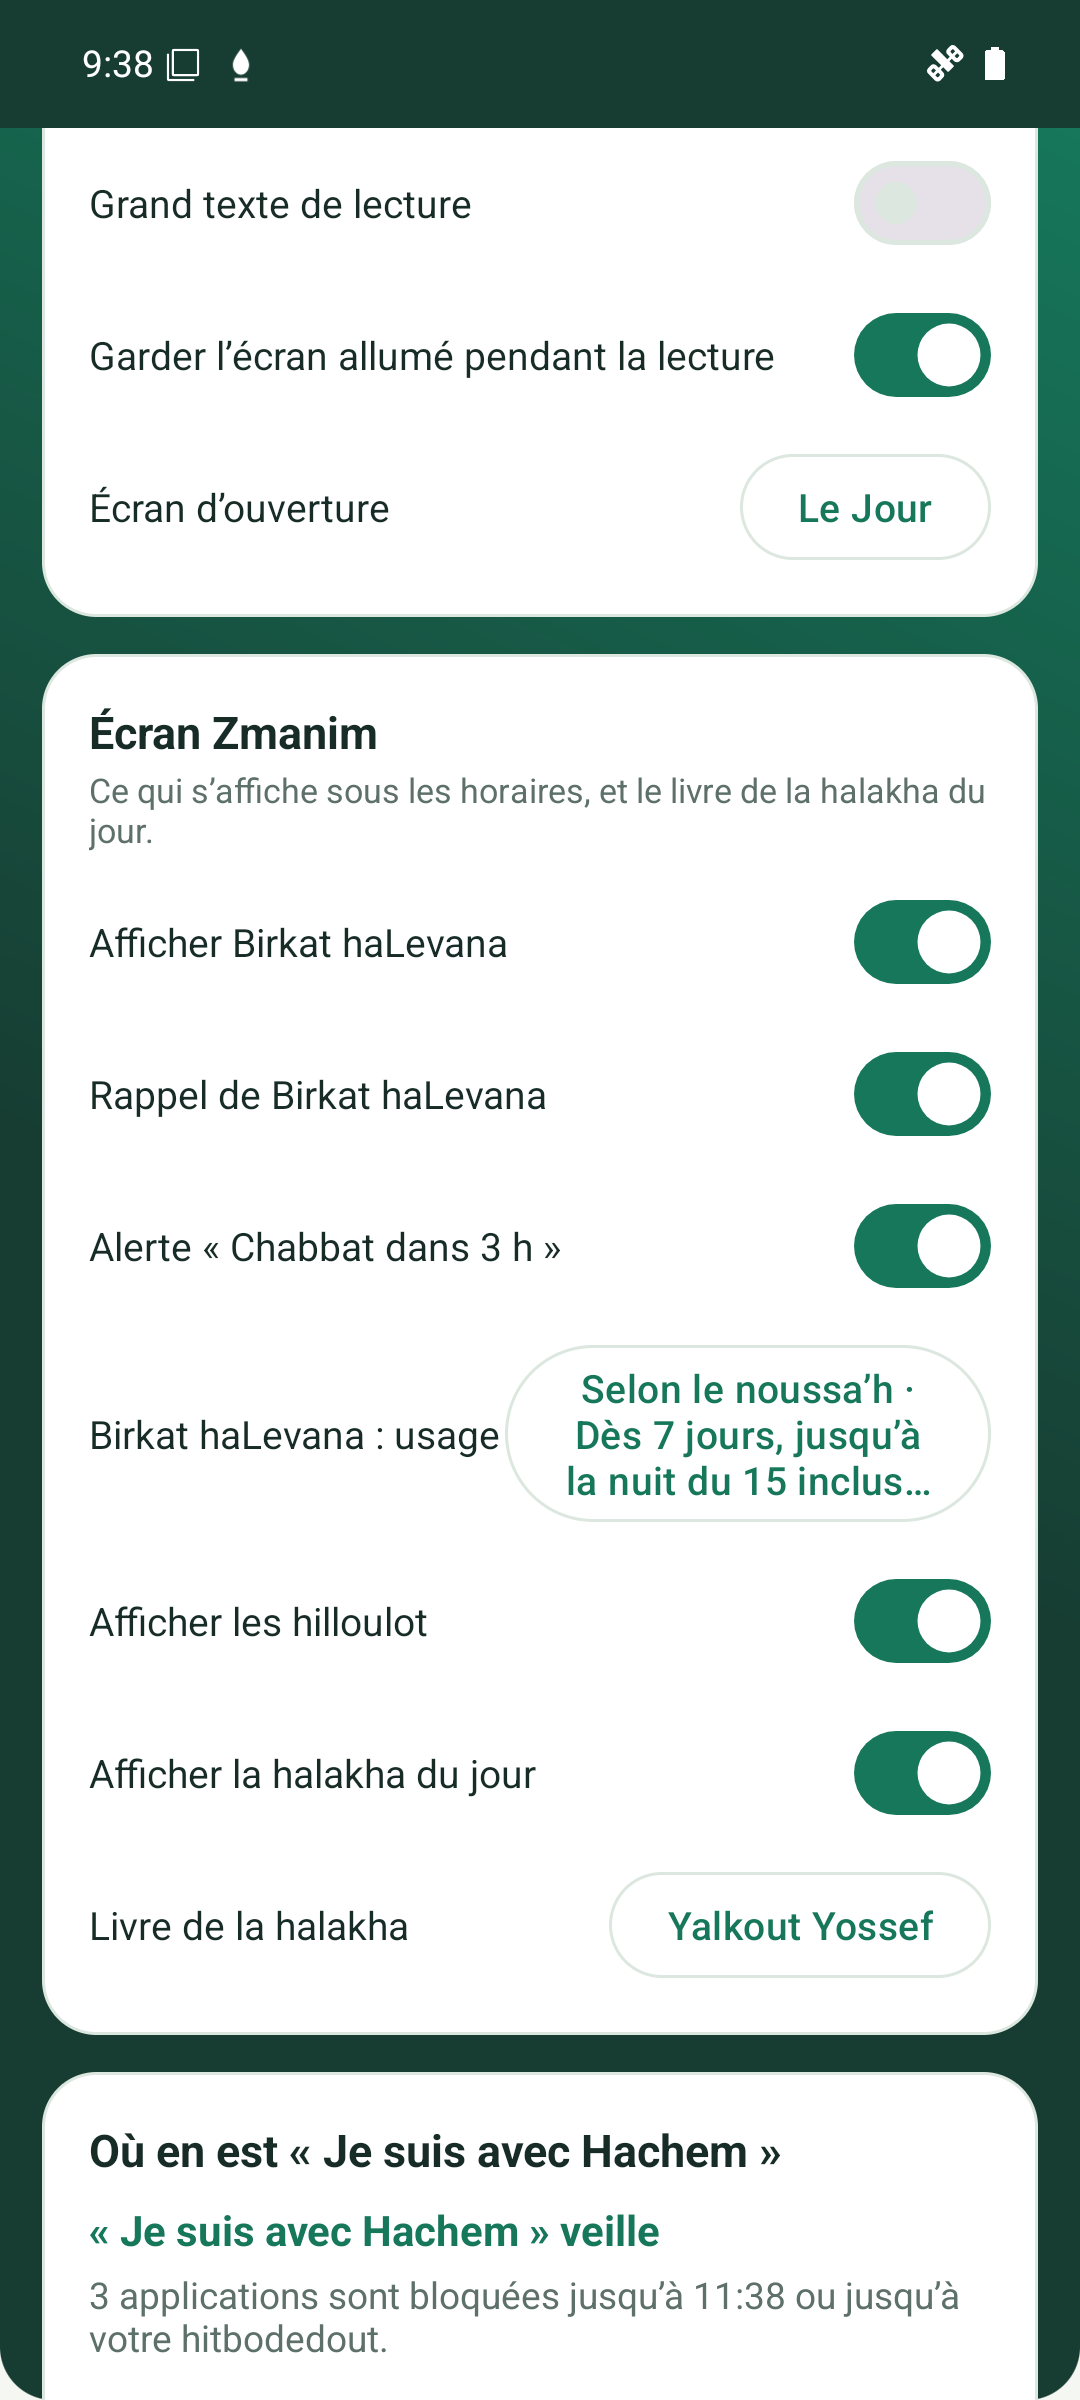 9:38
Grand texte de lecture
Garder l’écran allumé pendant la lecture
Écran d’ouverture
Le Jour
Écran Zmanim
Ce qui s’affiche sous les horaires, et le livre de la halakha du
jour.
Afficher Birkat haLevana
Rappel de Birkat haLevana
Alerte « Chabbat dans 3 h »
Birkat haLevana : usage
Selon le noussa’h ·
Dès 7 jours, jusqu’à
la nuit du 15 inclus…
Afficher les hilloulot
Afficher la halakha du jour
Livre de la halakha
Yalkout Yossef
Où en est « Je suis avec Hachem »
« Je suis avec Hachem » veille
3 applications sont bloquées jusqu’à 11:38 ou jusqu’à
votre hitbodedout.